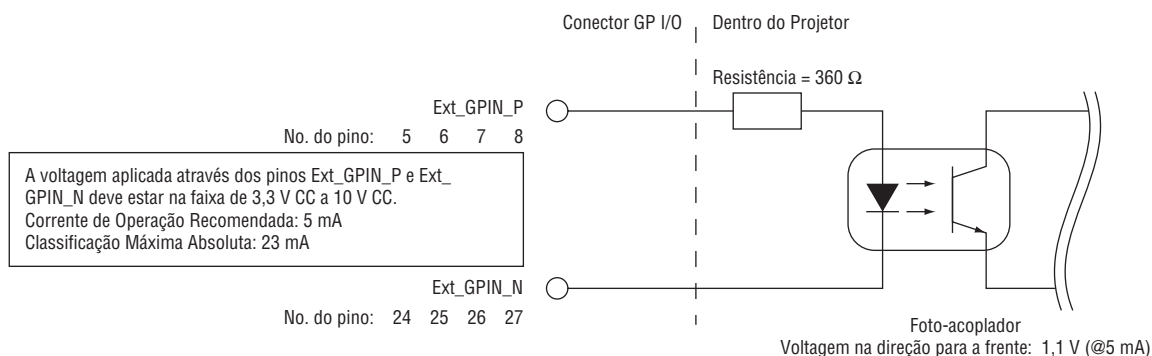 Conector GP I/O
Dentro do Projetor
Resistência = 360 Ω
Ext_GPIN_P
No. do pino: 5 6 7 8
A voltagem aplicada através dos pinos Ext_GPIN_P e Ext_
GPIN_N deve estar na faixa de 3,3 V CC a 10 V CC.
Corrente de Operação Recomendada: 5 mA
Classificação Máxima Absoluta: 23 mA
Ext_GPIN_N
No. do pino: 24 25 26 27
Foto-acoplador
Voltagem na direção para a frente: 1,1 V (@5 mA)